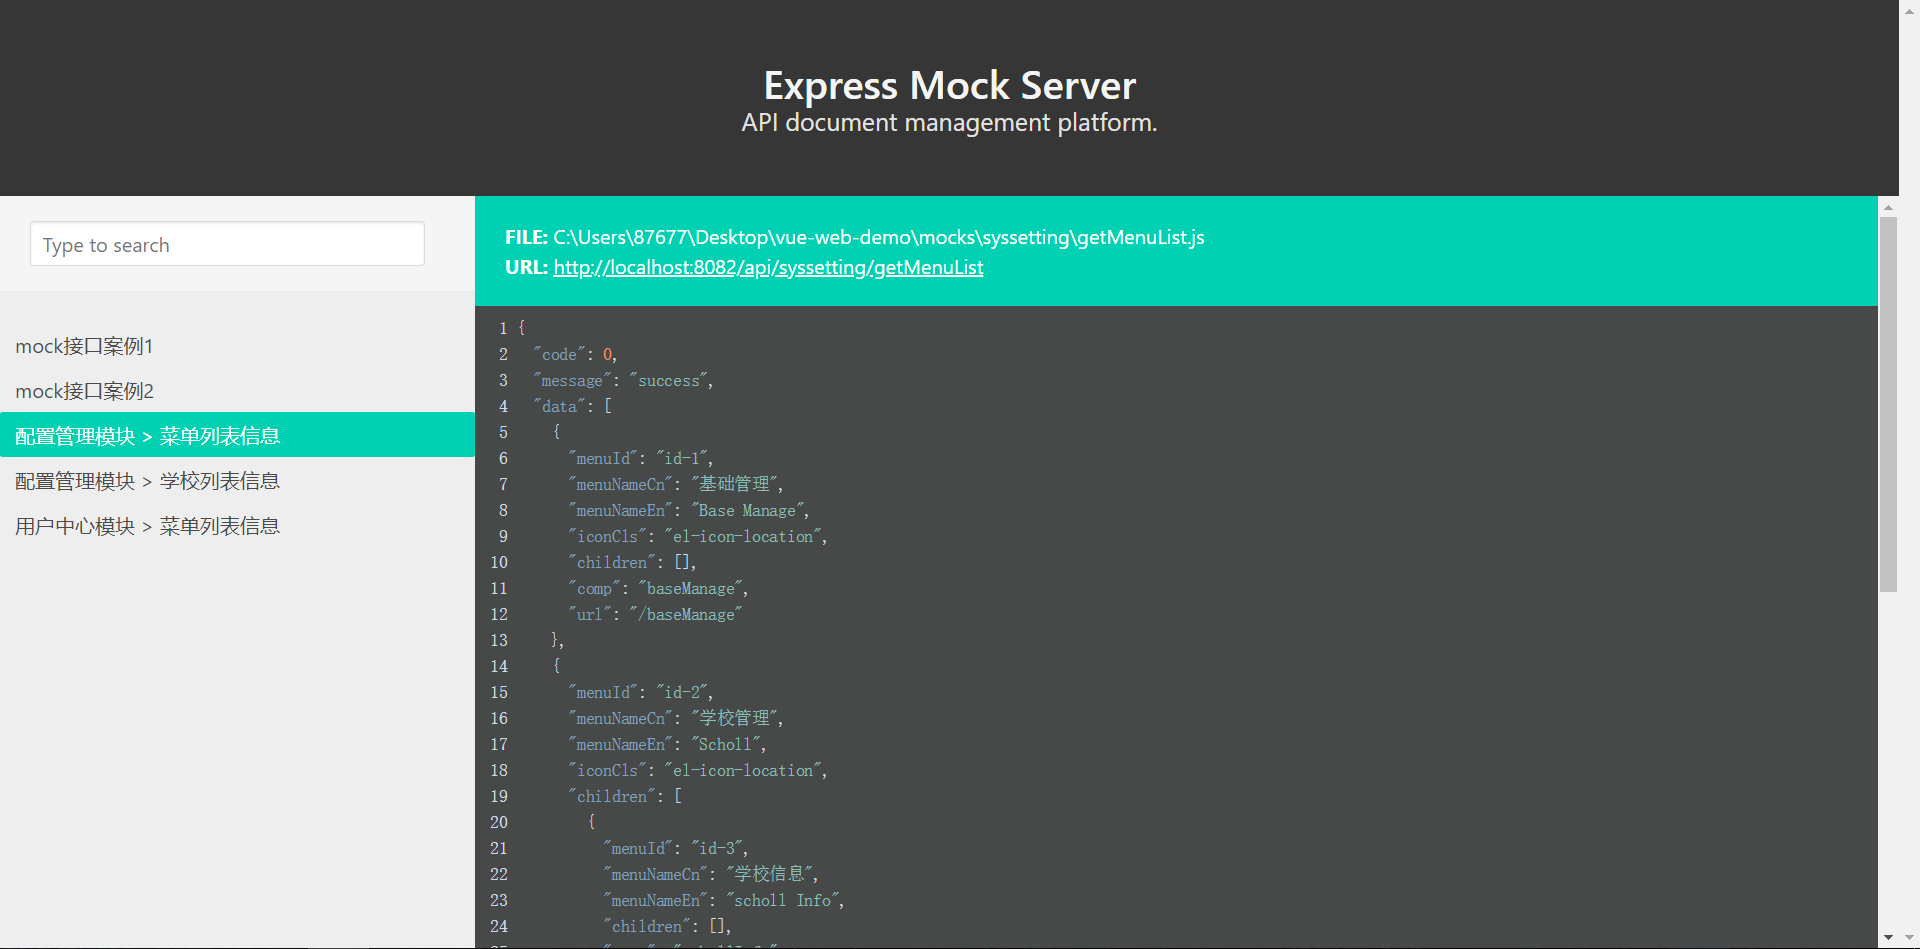 Express Mock Server
API document management platform.
Type to search
mock接口案例1
mock接口案例2
配置管理模块 > 菜单列表信息
配置管理模块 > 学校列表信息
用户中心模块 > 菜单列表信息
FILE: C:\Users\87677\Desktop\vue-web-demo\mocks\syssetting\getMenuList.js
URL: http://localhost:8082/api/syssetting/getMenuList
1 {
2 "code": 0,
3 "message": "success",
4 "data": [
5 {
6 "menuId": "id-1",
7 "menuNameCn": "基础管理",
8 "menuNameEn": "Base Manage",
9 "iconCls": "el-icon-location",
10 "children": [],
11 "comp": "baseManage",
12 "url": "/baseManage"
13 },
14 {
15 "menuId": "id-2",
16 "menuNameCn": "学校管理",
17 "menuNameEn": "Scholl",
18 "iconCls": "el-icon-location",
19 "children": [
20 {
21 "menuId": "id-3",
22 "menuNameCn": "学校信息",
23 "menuNameEn": "scholl Info",
24 "children": [],